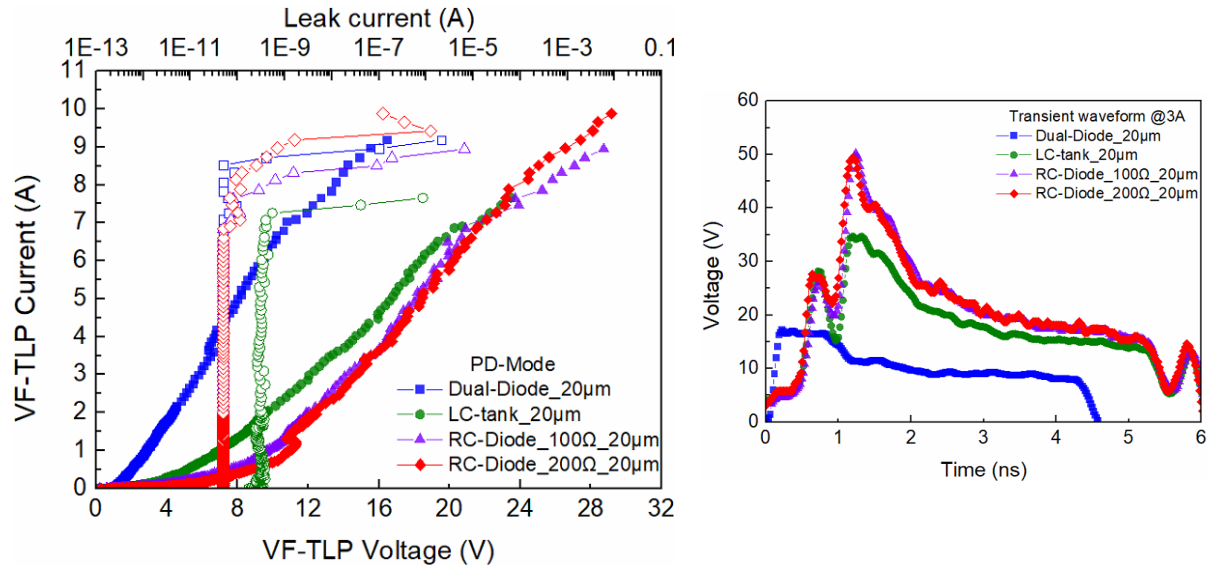 Leak current (A)
1E-13 1E-11 1E-9 1E-7 1E-5 1E-3 0.1
11
10
9
8
7
6
5
4
3
2
1
0
VF-TLP Current (A)
PD-Mode
Dual-Diode_20μm
LC-tank_20μm
RC-Diode_100Ω_20μm
RC-Diode_200Ω_20μm
0 4 8 12 16 20 24 28 32
VF-TLP Voltage (V)
60
50
40
30
20
10
0
Voltage (V)
Transient waveform @3A
Dual-Diode_20μm
LC-tank_20μm
RC-Diode_100Ω_20μm
RC-Diode_200Ω_20μm
0 1 2 3 4 5 6
Time (ns)